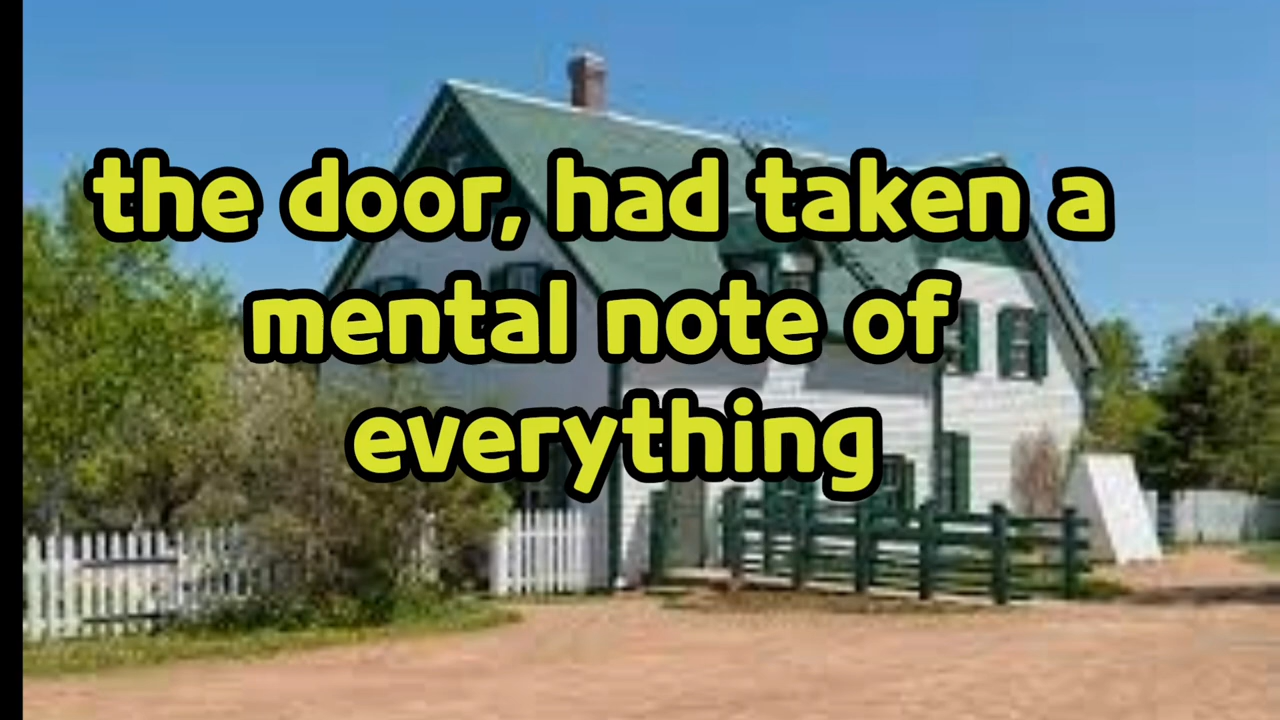 the door, had taken a
mental note of
everything